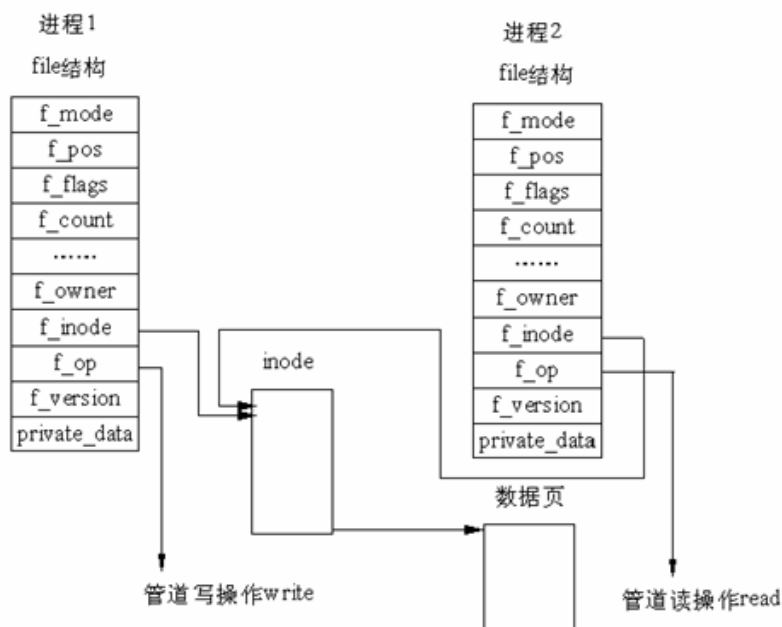 进程1
file结构
f_mode
f_pos
f_flags
f_count
······
f_owner
f_inode
f_op
f_version
private_data
进程2
file结构
f_mode
f_pos
f_flags
f_count
······
f_owner
f_inode
f_op
f_version
private_data
inode
数据页
管道写操作write
管道读操作read